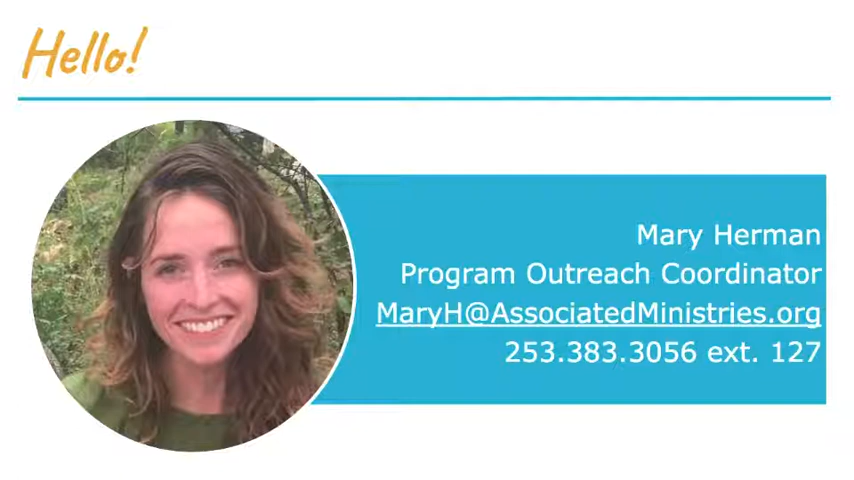 Hello!
Mary Herman
Program Outreach Coordinator
MaryH@AssociatedMinistries.org
253.383.3056 ext. 127